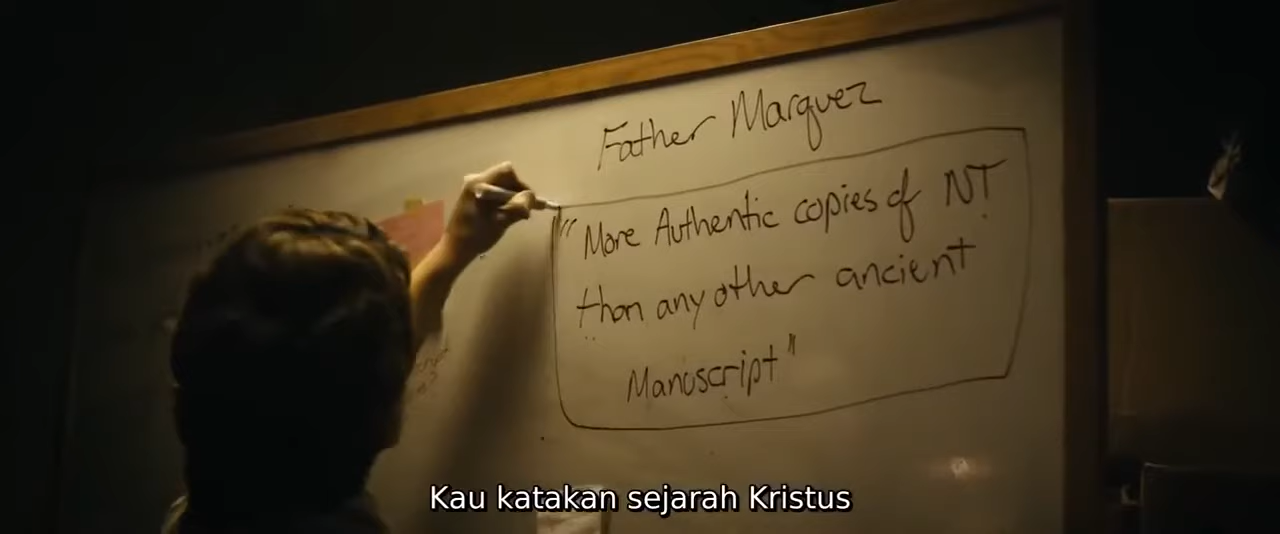 Father Marquez
"More Authentic copies of NT
than any other ancient
Manuscript"
Kau katakan sejarah Kristus